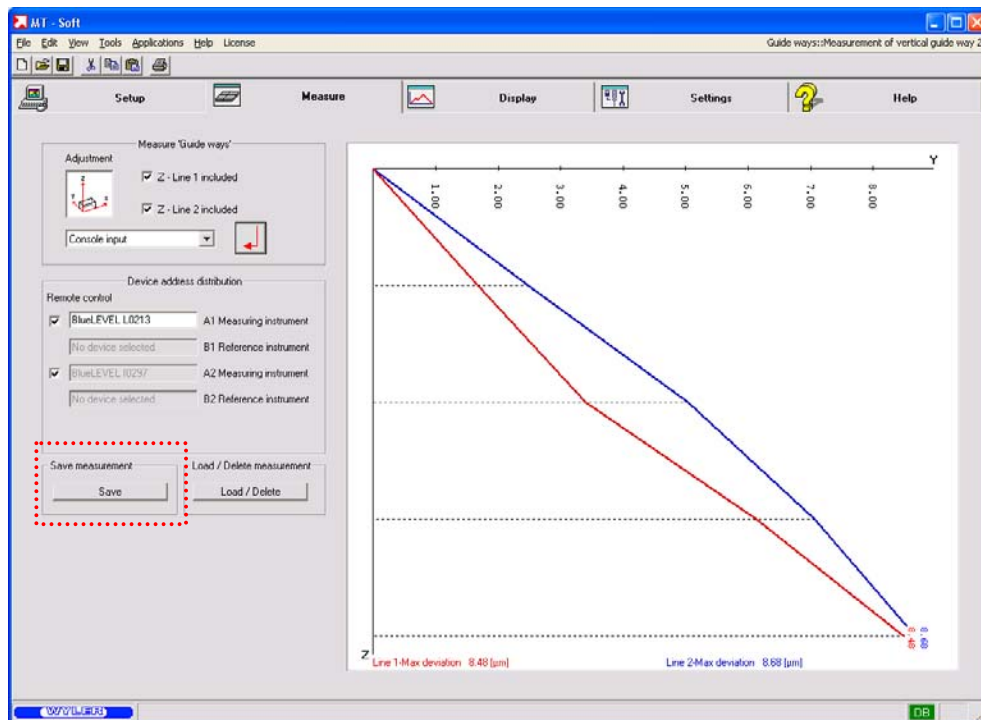 MT - Soft
File Edit View Tools Applications Help License
Guide ways::Measurement of vertical guide way 2
Setup Measure Display Settings Help
Measure 'Guide ways'
Adjustment
Z - Line 1 included
Z - Line 2 included
Console input
Device address distribution
Remote control
BlueLEVEL L0213 A1 Measuring instrument
No device selected B1 Reference instrument
BlueLEVEL I0297 A2 Measuring instrument
No device selected B2 Reference instrument
Save measurement
Save
Load / Delete measurement
Load / Delete
Y
1.00 2.00 3.00 4.00 5.00 6.00 7.00 8.00
8.48 8.68
Z
Line 1-Max deviation 8.48 [µm] Line 2-Max deviation 8.68 [µm]
WYLER
DB